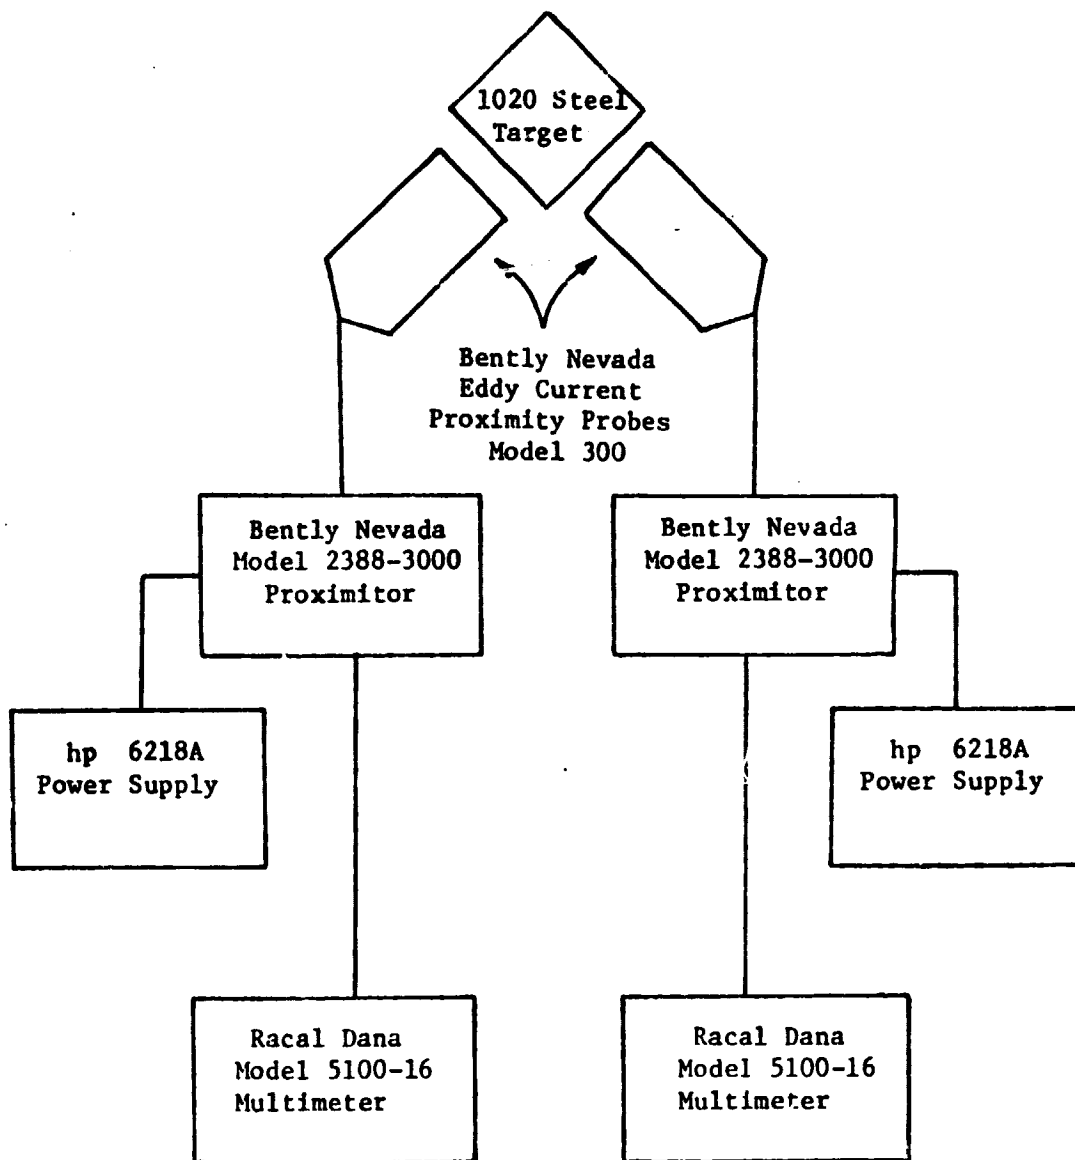 1020 Steel
Target
Bently Nevada
Eddy Current
Proximity Probes
Model 300
Bently Nevada
Model 2388-3000
Proximitor
Bently Nevada
Model 2388-3000
Proximitor
hp 6218A
Power Supply
hp 6218A
Power Supply
Racal Dana
Model 5100-16
Multimeter
Racal Dana
Model 5100-16
Multimeter